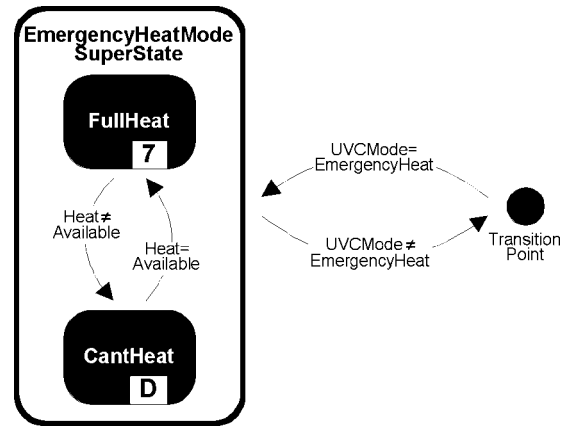 EmergencyHeatMode
SuperState
FullHeat
7
Heat≠
Available
Heat=
Available
CantHeat
D
UVCMode=
EmergencyHeat
UVCMode ≠
EmergencyHeat
Transition
Point